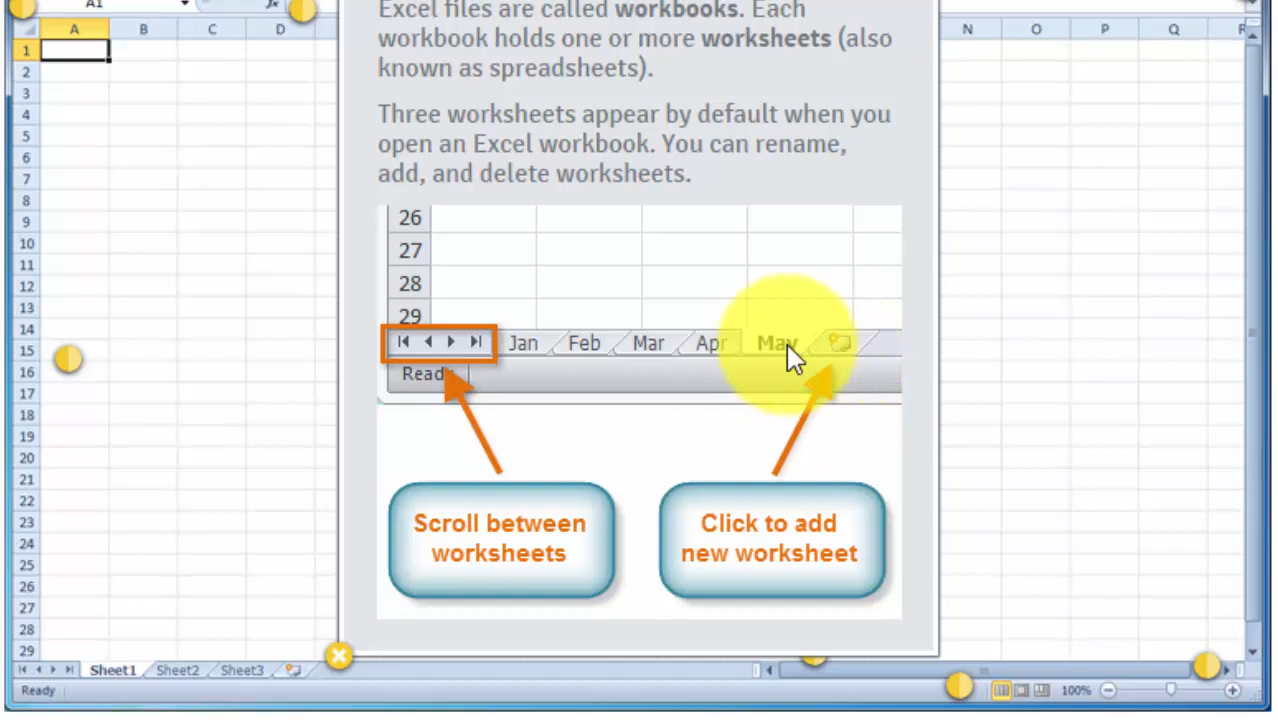 A1
fx
Excel files are called workbooks. Each
workbook holds one or more worksheets (also
known as spreadsheets).
Three worksheets appear by default when you
open an Excel workbook. You can rename,
add, and delete worksheets.
A B C D N O P Q R
1
2
3
4
5
6
7
8
9
10
11
12
13
14
15
16
17
18
19
20
21
22
23
24
25
26
27
28
29
26
27
28
29
Jan Feb Mar Apr May
Ready
Scroll between
worksheets
Click to add
new worksheet
Sheet1 Sheet2 Sheet3
Ready
100%